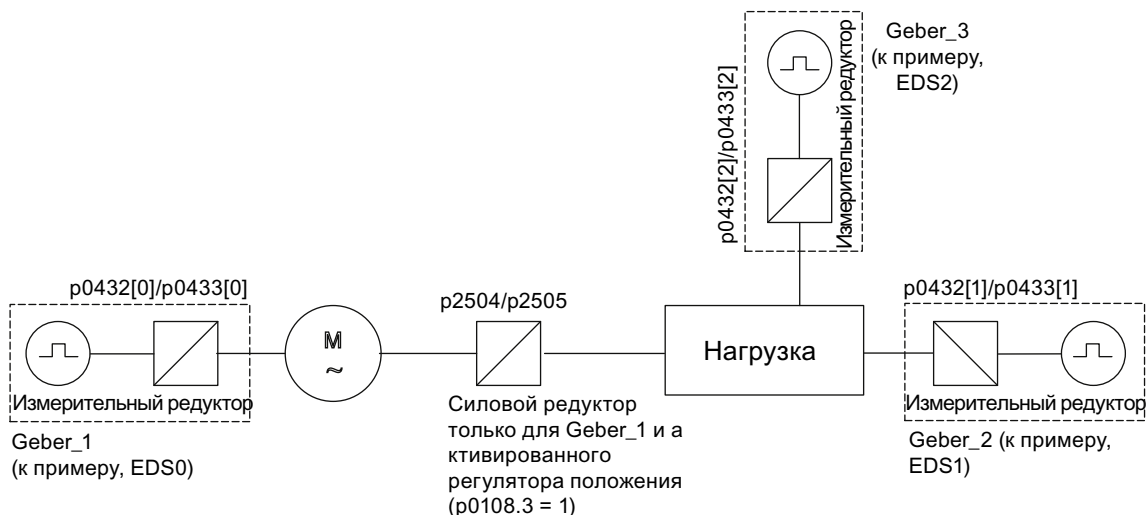 Geber_3
(к примеру,
EDS2)
p0432[2]/p0433[2]
Измерительный редуктор
p0432[0]/p0433[0]
Измерительный редуктор
Geber_1
(к примеру, EDS0)
M
~
p2504/p2505
Силовой редуктор
только для Geber_1 и а
ктивированного
регулятора положения
(p0108.3 = 1)
Нагрузка
p0432[1]/p0433[1]
Измерительный редуктор
Geber_2 (к примеру,
EDS1)